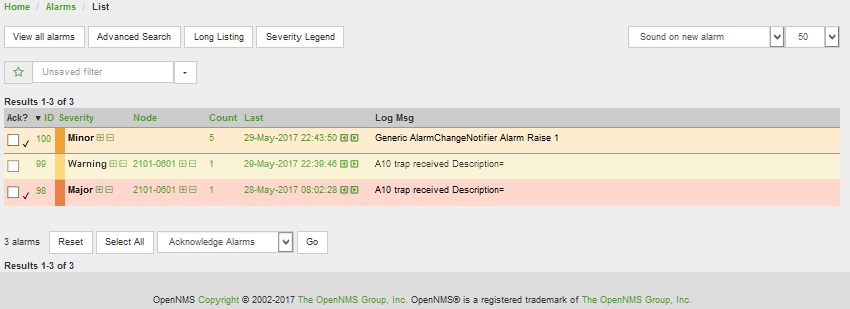 Home / Alarms / List
View all alarms Advanced Search Long Listing Severity Legend Sound on new alarm 50
Unsaved filter
Results 1-3 of 3
Ack? ▼ ID Severity Node Count Last Log Msg
100 Minor 5 29-May-2017 22:43:50 Generic AlarmChangeNotifier Alarm Raise 1
99 Warning 2101-0601 1 29-May-2017 22:39:46 A10 trap received Description=
98 Major 2101-0601 1 28-May-2017 08:02:28 A10 trap received Description=
3 alarms Reset Select All Acknowledge Alarms Go
Results 1-3 of 3
OpenNMS Copyright © 2002-2017 The OpenNMS Group, Inc. OpenNMS® is a registered trademark of The OpenNMS Group, Inc.